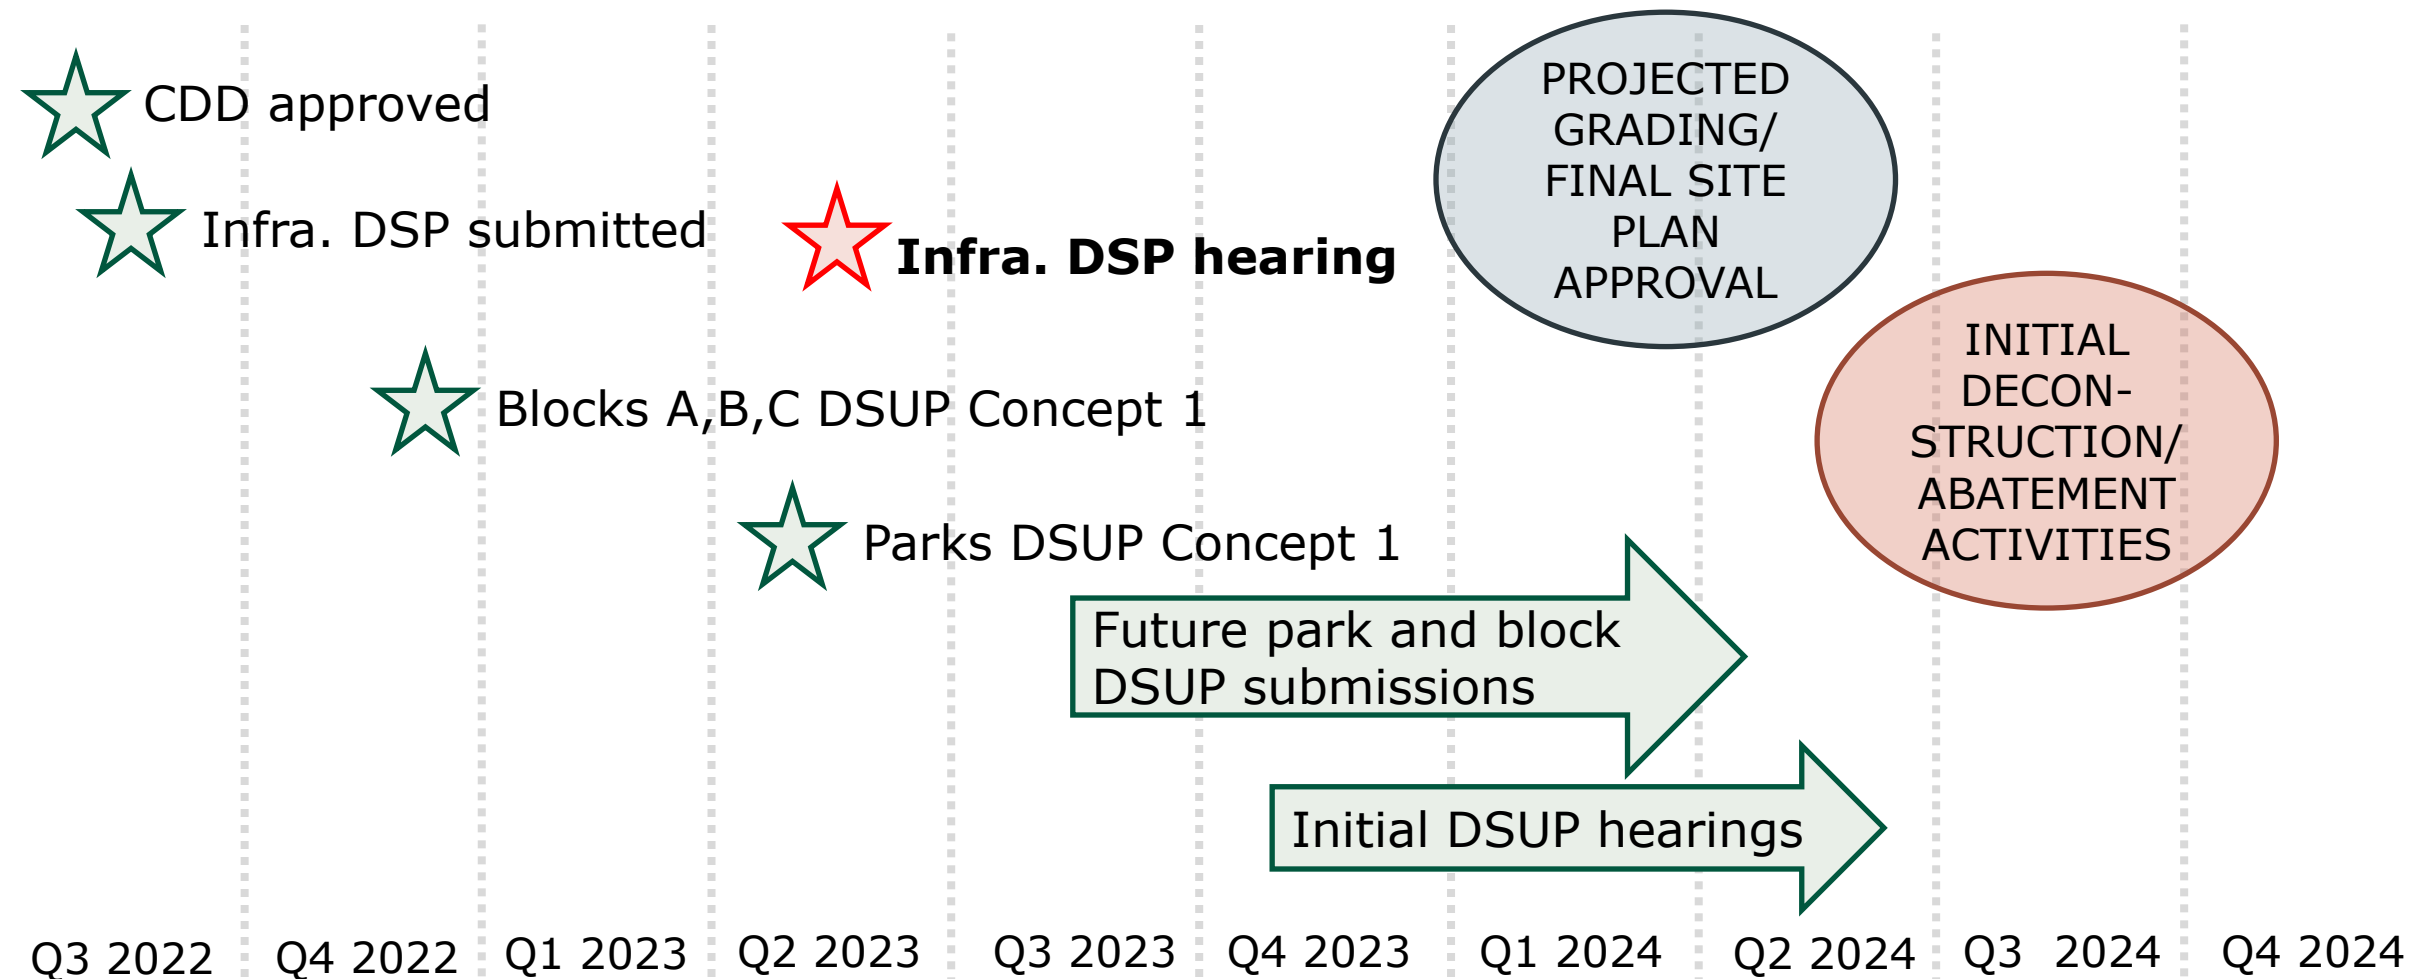 CDD approved
Infra. DSP submitted
Infra. DSP hearing
Blocks A,B,C DSUP Concept 1
Parks DSUP Concept 1
PROJECTED
GRADING/
FINAL SITE
PLAN
APPROVAL
INITIAL
DECON-
STRUCTION/
ABATEMENT
ACTIVITIES
Future park and block
DSUP submissions
Initial DSUP hearings
Q3 2022
Q4 2022
Q1 2023
Q2 2023
Q3 2023
Q4 2023
Q1 2024
Q2 2024
Q3  2024
Q4 2024